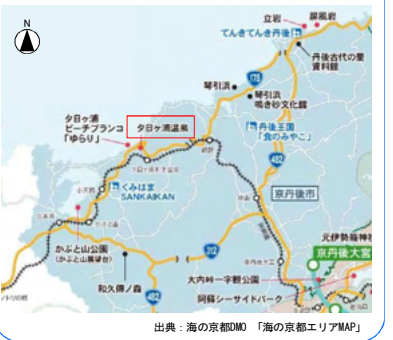 N
立岩
屏風岩
てんきてんき丹後
丹後古代の里
資料館
琴引浜
178
琴引浜
鳴き砂文化館
夕日ヶ浦
ビーチブランコ
「ゆらり」
夕日ヶ浦温泉
丹後王国
「食のみやこ」
482
くみはま
SANKAIKAN
京丹後市
かぶと山公園
(かぶと山展望台)
312
元伊勢籠神社
京丹後大宮
和久傳ノ森
482
大内峠一字観公園
阿蘇シーサイドパーク
出典：海の京都DMO 「海の京都エリアMAP」